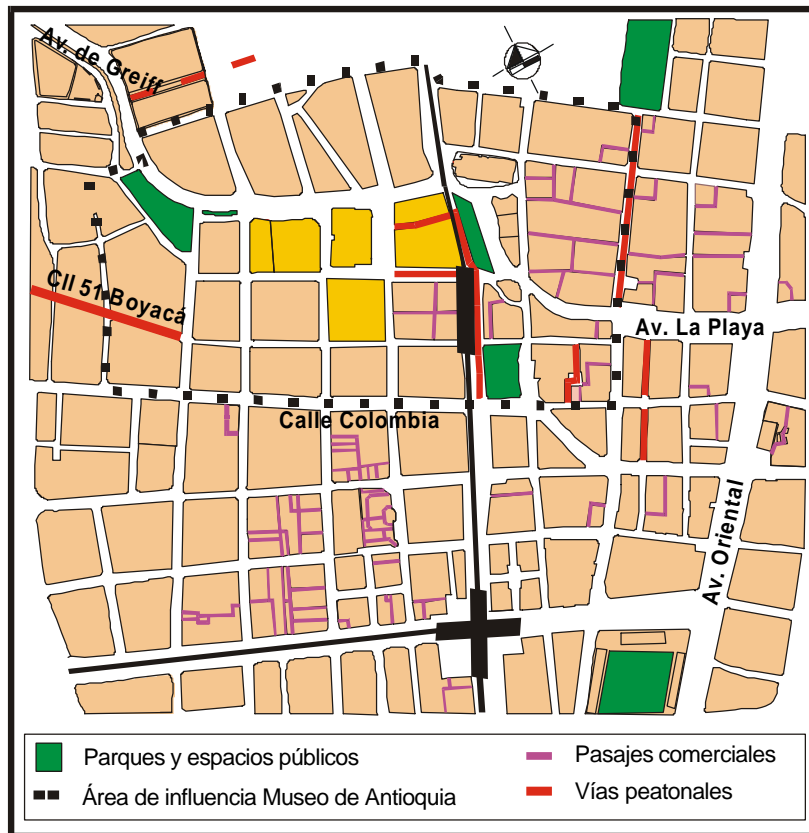 Av. de Greiff
Cll 51 Boyacá
Av. La Playa
Calle Colombia
Av. Oriental
Parques y espacios públicos
Pasajes comerciales
Área de influencia Museo de Antioquia
Vías peatonales